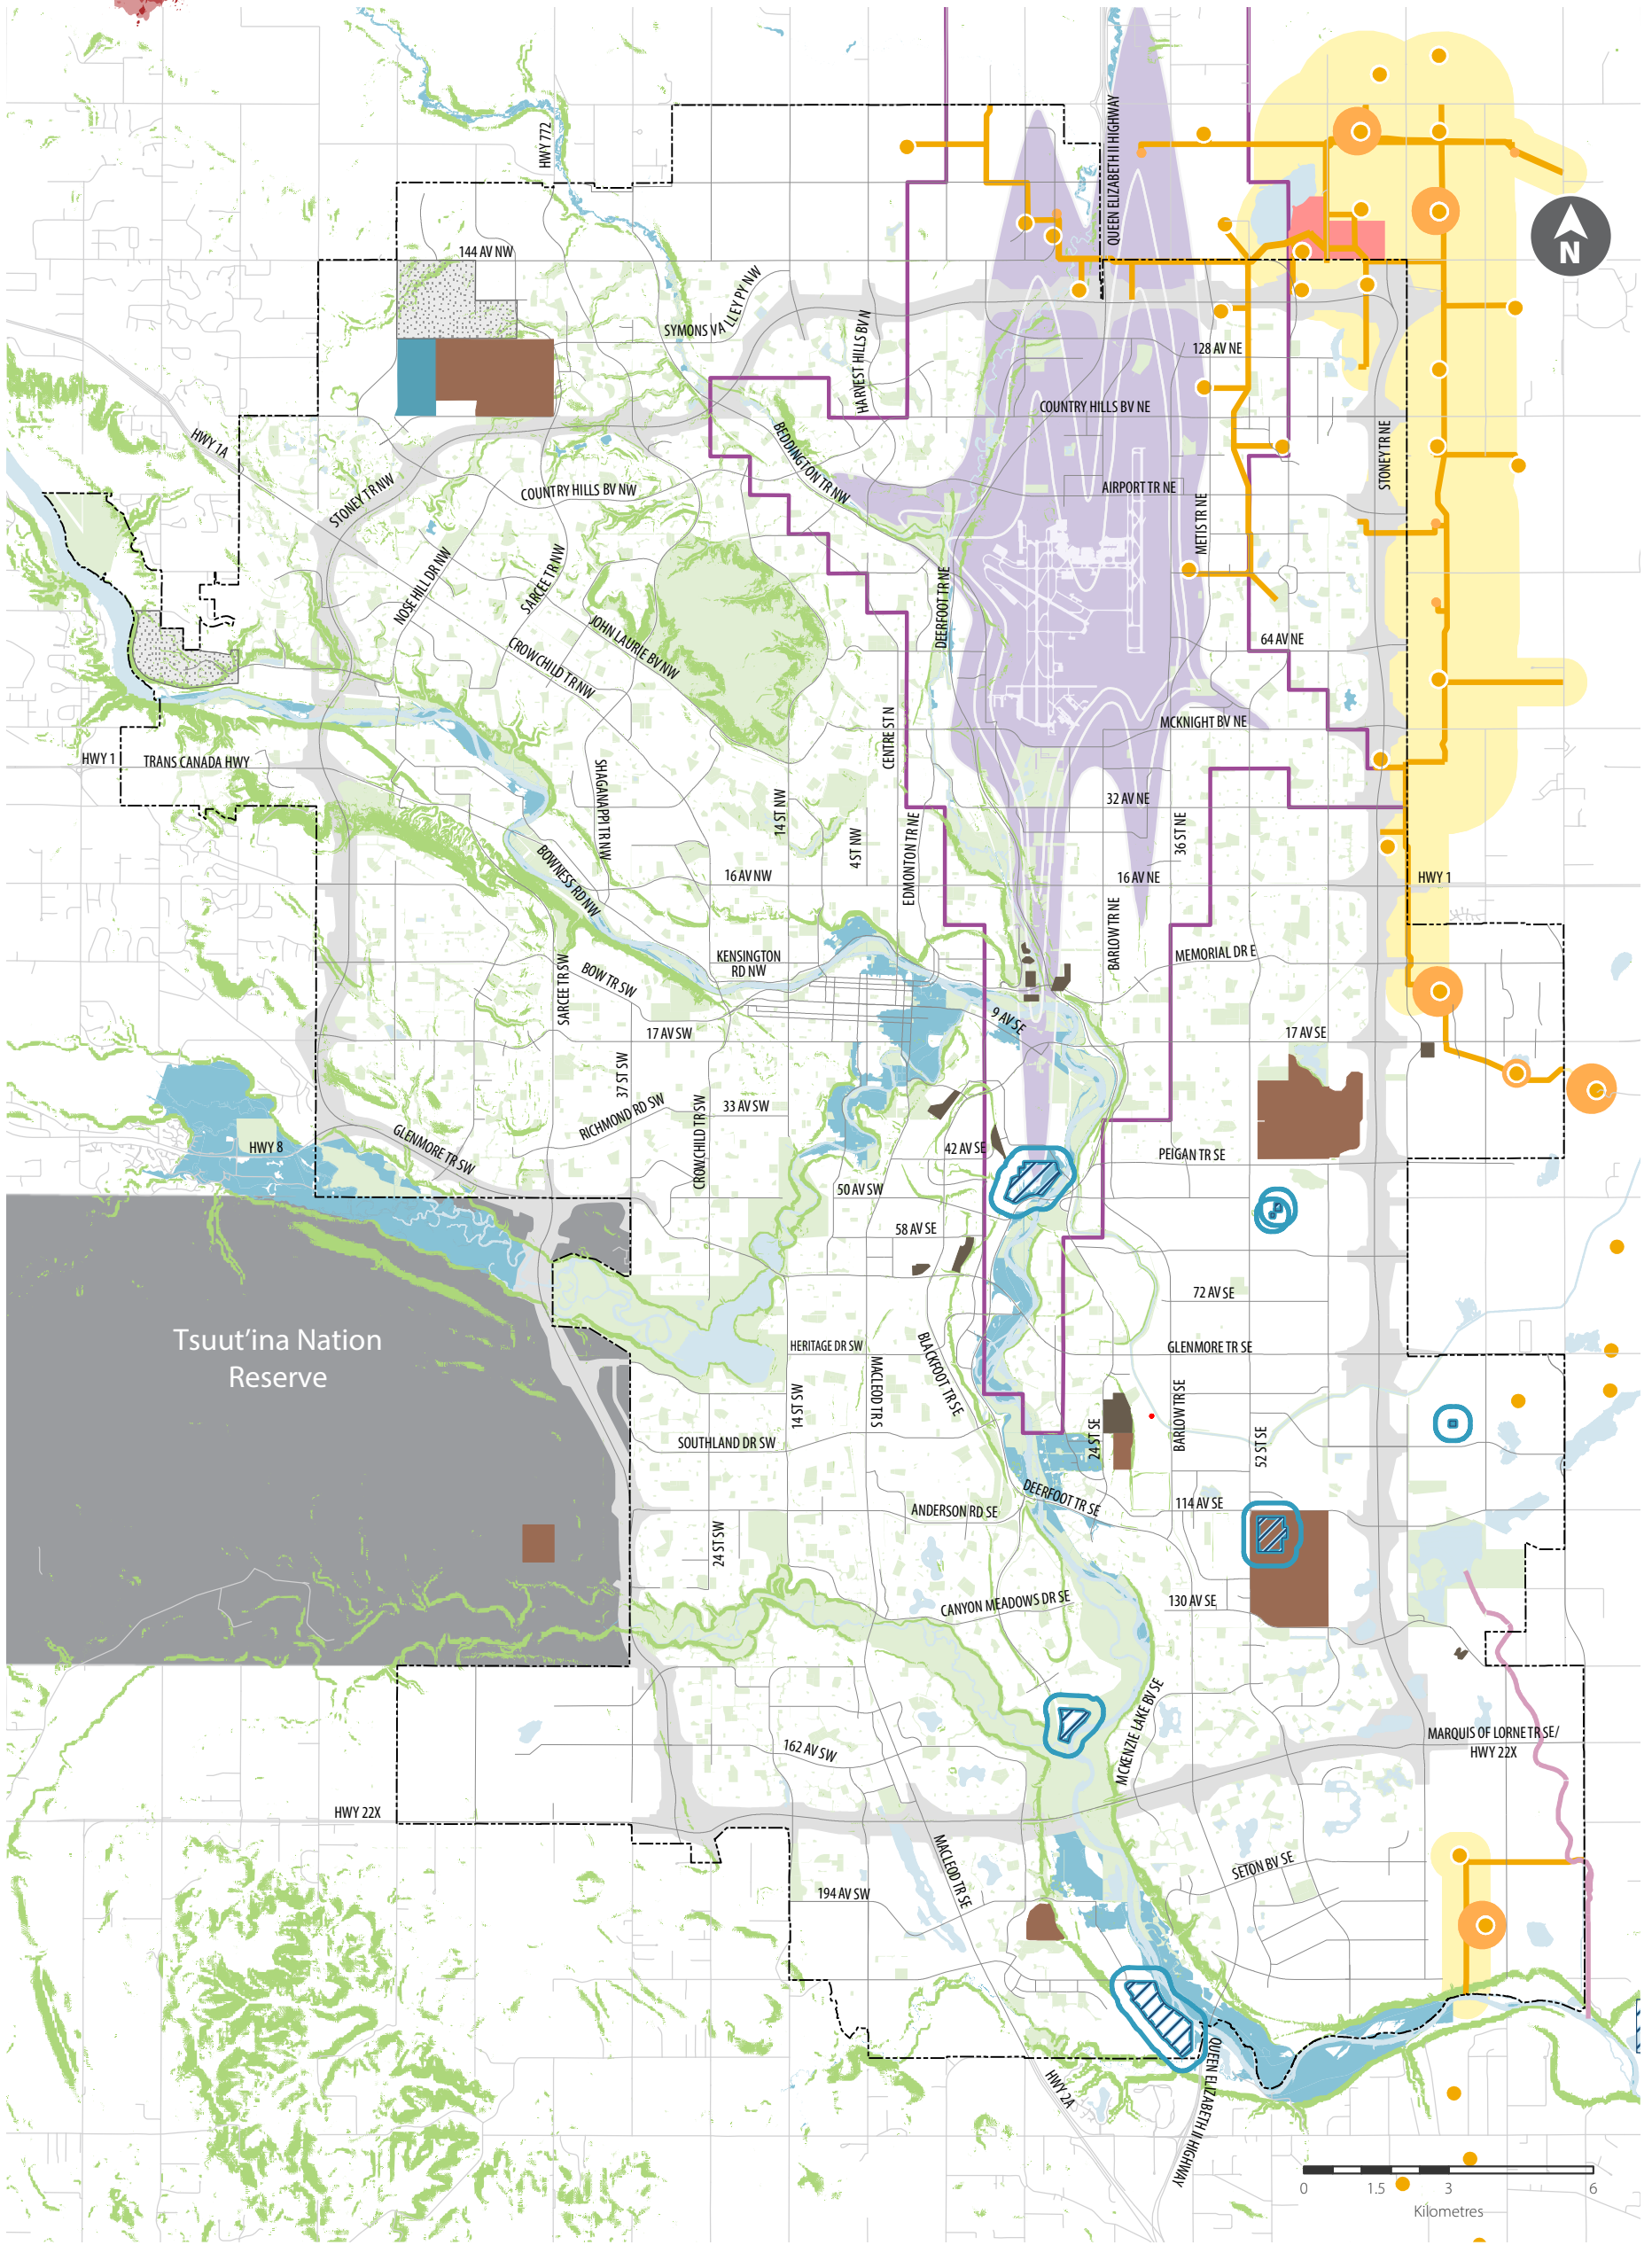 HWY 772
QUEEN ELIZABETH II HIGHWAY
N
144 AV NW
SYMONS VALLEY PY NW
HARVEST HILLS BV N
128 AV NE
COUNTRY HILLS BV NE
HWY 1A
BEDDINGTON TR NW
STONEY TR NE
STONEY TR NW
COUNTRY HILLS BV NW
AIRPORT TR NE
METIS TR NE
NOSE HILL DR NW
SARCEE TR NW
DEERFOOT TR NE
JOHN LAURIE BV NW
64 AV NE
CROWCHILD TR NW
CENTRE ST N
MCKNIGHT BV NE
HWY 1
TRANS CANADA HWY
SHAGANAPPI TR NW
14 ST NW
32 AV NE
4 ST NW
EDMONTON TR NE
36 ST NE
BOWNESS RD NW
16 AV NW
16 AV NE
HWY 1
BARLOW TR NE
KENSINGTON
RD NW
MEMORIAL DR E
BOW TR SW
SARCEE TR SW
9 AV SE
17 AV SW
17 AV SE
37 ST SW
RICHMOND RD SW
33 AV SW
CROWCHILD TR SW
HWY 8
GLENMORE TR SW
42 AV SE
PEIGAN TR SE
50 AV SW
58 AV SE
72 AV SE
Tsuut'ina Nation
Reserve
HERITAGE DR SW
GLENMORE TR SE
BLACKFOOT TR SE
MACLEOD TR S
14 ST SW
24 ST SE
BARLOW TR SE
52 ST SE
SOUTHLAND DR SW
DEERFOOT TR SE
ANDERSON RD SE
114 AV SE
24 ST SW
CANYON MEADOWS DR SE
130 AV SE
MCKENZIE LAKE BV SE
162 AV SW
MARQUIS OF LORNE TR SE/
HWY 22X
HWY 22X
MACLEOD TR SE
SETON BV SE
194 AV SW
HWY 2A
QUEEN ELIZABETH II HIGHWAY
0 1.5 3 6
Kilometres